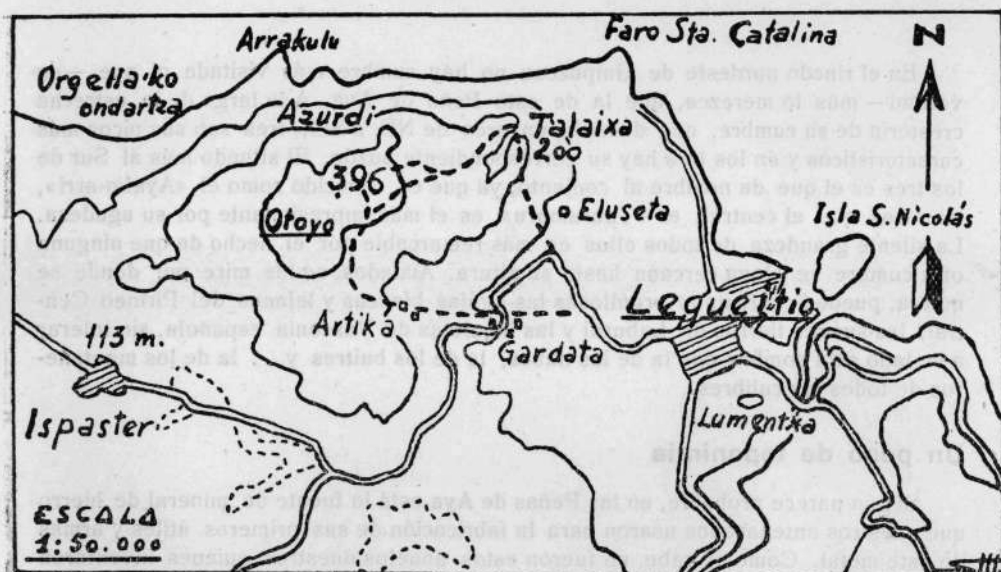 Arrakulu
Faro Sta. Catalina
N
Orgella'ko
ondartza
Azurdi
Talaixa
200
396
Otoyo
Eluseta
Isla S. Nicolás
Lequeitio
Artika
Gardata
113 m.
Ispaster
Lumentxa
ESCALA
1:50.000